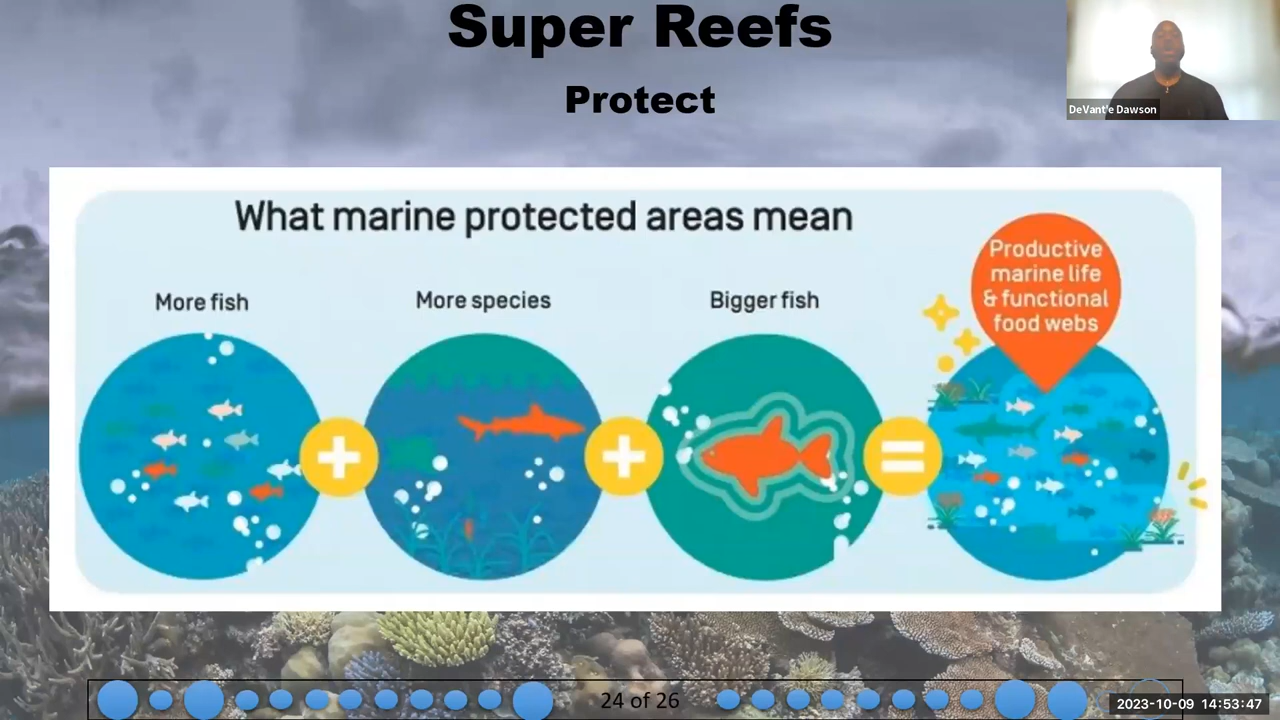 Super Reefs
Protect
DeVant'e Dawson
What marine protected areas mean
More fish
More species
Bigger fish
Productive
marine life
& functional
food webs
24 of 26
2023-10-09 14:53:47